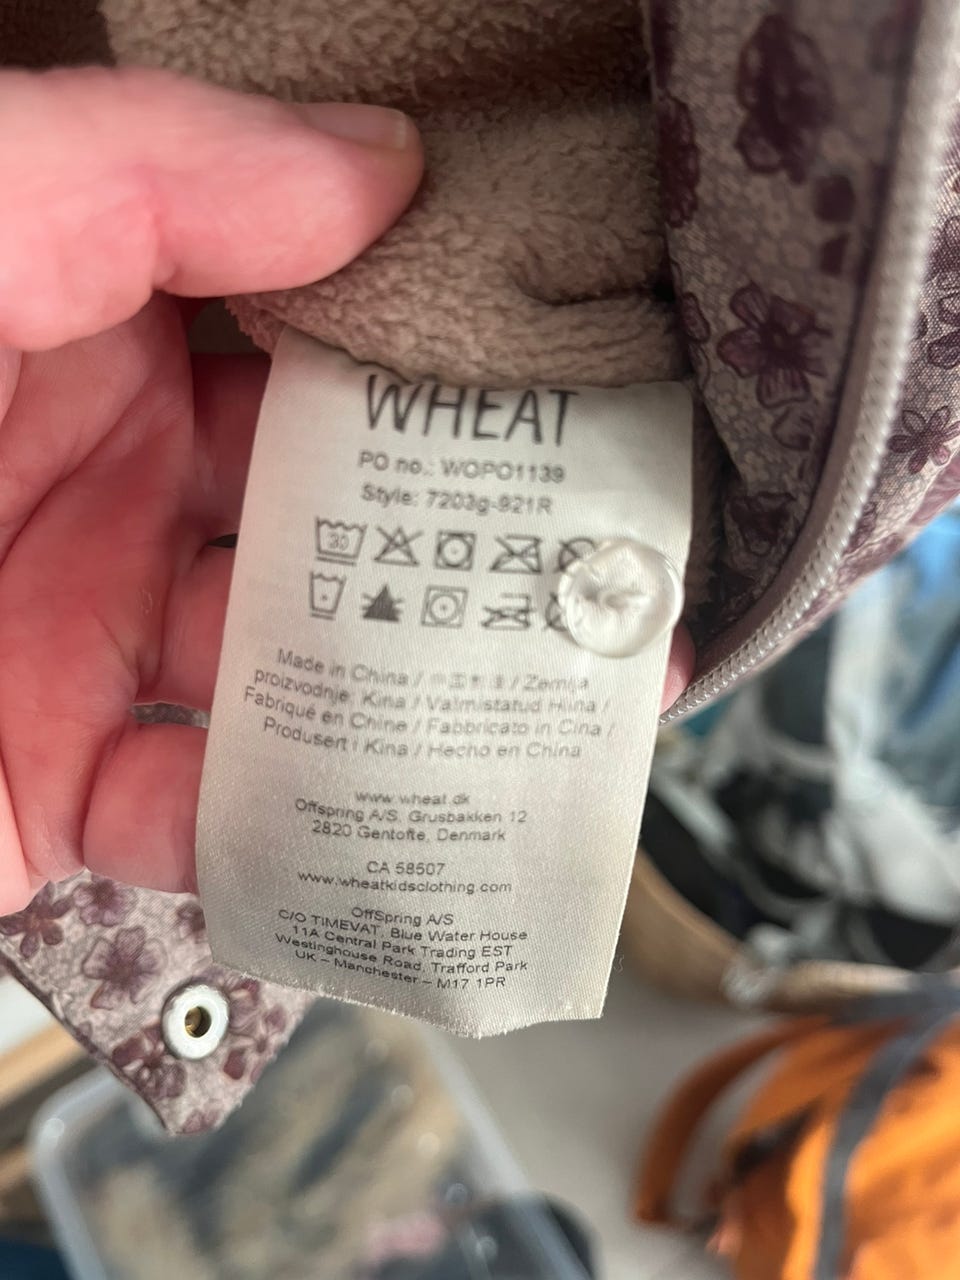 WHEAT
PO no.: WOPO1139
Style: 7203g-921R
30
Made in China / / Zemlja
proizvodnje: Kina / Valmistatud Hiina /
Fabriqué en Chine / Fabbricato in Cina /
Produsert i Kina / Hecho en China
www.wheat.dk
Offspring A/S. Grusbakken 12
2820 Gentofte, Denmark
CA 58507
www.wheatkidsclothing.com
OffSpring A/S
C/O TIMEVAT, Blue Water House
11A Central Park Trading EST
Westinghouse Road, Trafford Park
UK – Manchester – M17 1PR